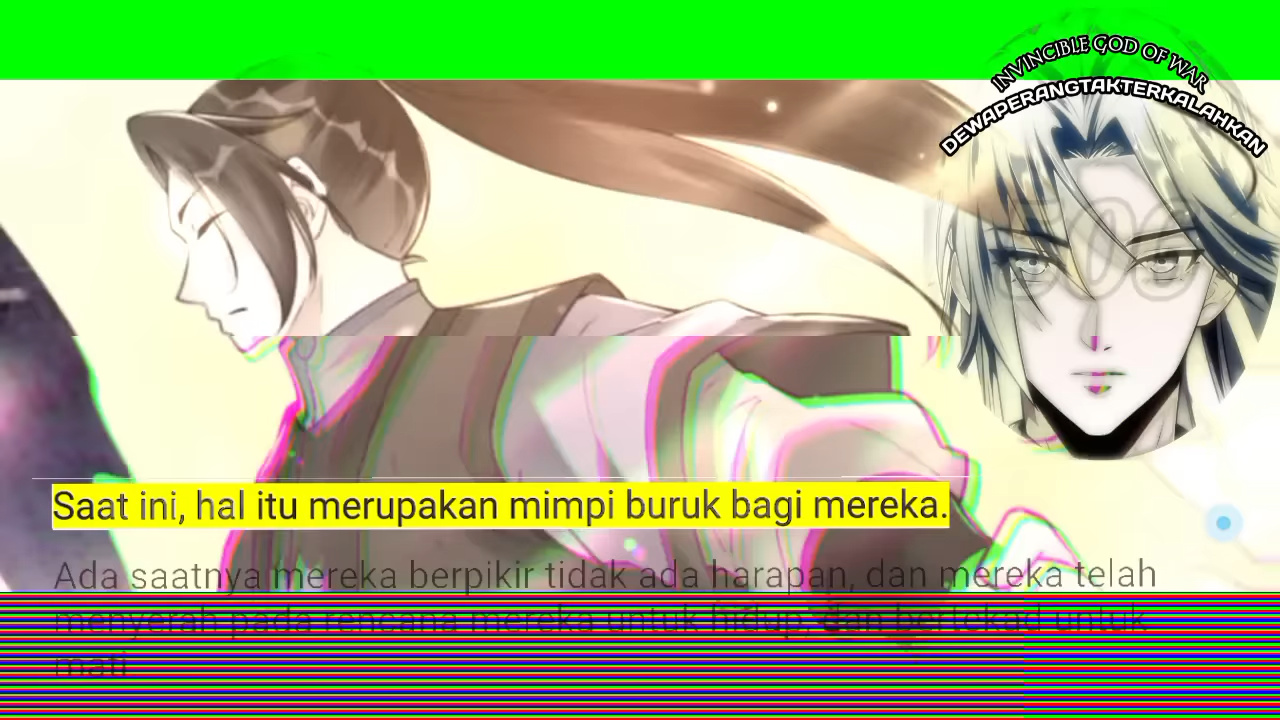 INVINCIBLE GOD OF WAR
DEWAPERANGTAKTERKALAHKAN
509
Saat ini, hal itu merupakan mimpi buruk bagi mereka.
Ada saatnya mereka berpikir tidak ada harapan, dan mereka telah
menyerah pada rencana mereka untuk hidup, dan bertekad untuk
mati